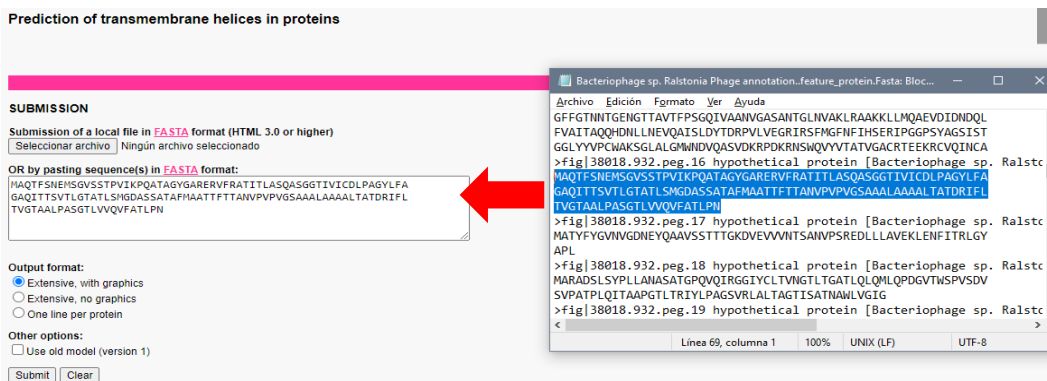 Prediction of transmembrane helices in proteins
SUBMISSION
Submission of a local file in FASTA format (HTML 3.0 or higher)
Seleccionar archivo Ningún archivo seleccionado
OR by pasting sequence(s) in FASTA format:
MAQTFSNEMSGVSSTPVIKPQATAGYGARERVFRATITLASQASGGTIVICDLPAGYLFA
GAQITTSVTLGTATLSMGDASSATAFMAATTFTTANVPVPVGSAAALAAAALTATDRIFL
TVGTAALPASGTLVVQVFATLPN
Output format:
Extensive, with graphics
Extensive, no graphics
One line per protein
Other options:
Use old model (version 1)
Submit Clear
Bacteriophage sp. Ralstonia Phage annotation..feature_protein.Fasta: Bloc...
Archivo Edición Formato Ver Ayuda
GFFGTNNTGENGTTAVTFPSGQIVAANVGASANTGLNVAKLRAAKKLLMQAEVDIDNDQL
FVAITAQQHDNLLNEVQAISLDYTDRPVLVEGRIRSFMGFNFIHSERIPGGPSYAGSIST
GGLYYVPCWAKSGLALGMWNDVQASVDKRPDKRNSWQVYVTATVGACRTEEKRCVQINCA
>fig|38018.932.peg.16 hypothetical protein [Bacteriophage sp. Ralsto
MAQTFSNEMSGVSSTPVIKPQATAGYGARERVFRATITLASQASGGTIVICDLPAGYLFA
GAQITTSVTLGTATLSMGDASSATAFMAATTFTTANVPVPVGSAAALAAAALTATDRIFL
TVGTAALPASGTLVVQVFATLPN
>fig|38018.932.peg.17 hypothetical protein [Bacteriophage sp. Ralsto
MATYFYGVNVGDNEYQAAVSSTTTGKDVEVVVNTSANVPSREDLLLAVEKLENFITRLGY
APL
>fig|38018.932.peg.18 hypothetical protein [Bacteriophage sp. Ralsto
MARADSLSYPLLANASATGPQVQIRGGIYCLTVNGTLTGATLQLQMLQPDGVTWSPVSDV
SVPATPLQITAAPGTLTRIYLPAGSVRLALTAGTISATNAWLVGIG
>fig|38018.932.peg.19 hypothetical protein [Bacteriophage sp. Ralsto
Línea 69, columna 1 100% UNIX (LF) UTF-8